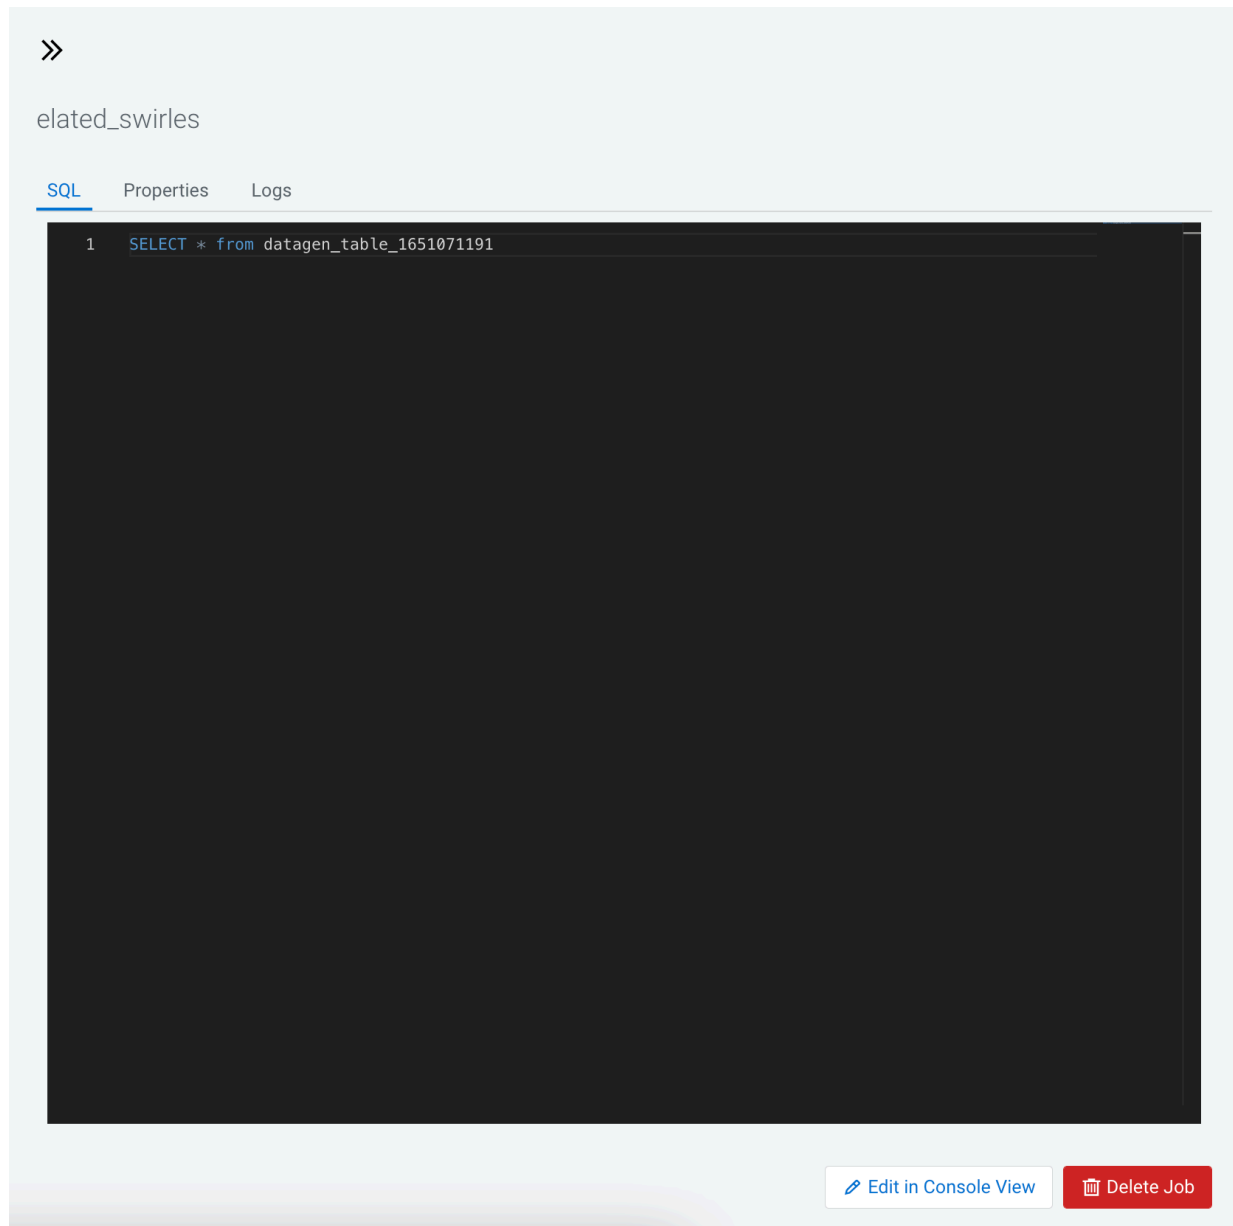 elated_swirles
SQL Properties Logs
1 SELECT * from datagen_table_1651071191
Edit in Console View Delete Job